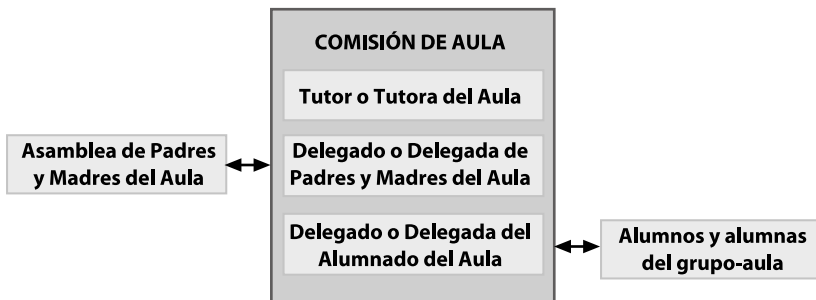 COMISIÓN DE AULA
Tutor o Tutora del Aula
Asamblea de Padres
y Madres del Aula
Delegado o Delegada de
Padres y Madres del Aula
Delegado o Delegada del
Alumnado del Aula
Alumnos y alumnas
del grupo-aula